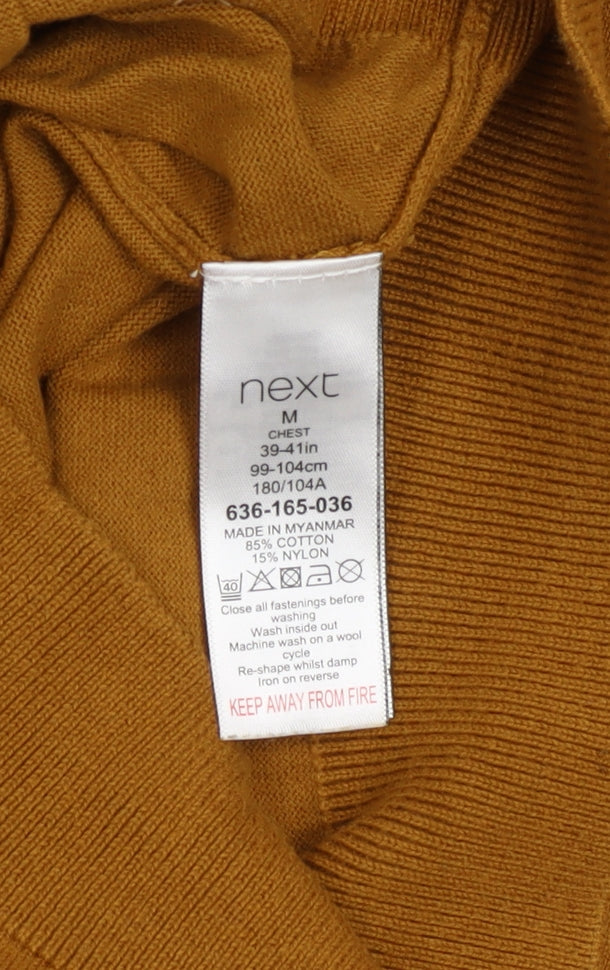 next
M
CHEST
39-41in
99-104cm
180/104A
636-165-036
MADE IN MYANMAR
85% COTTON
15% NYLON
40
Close all fastenings before
washing
Wash inside out
Machine wash on a wool
cycle
Re-shape whilst damp
Iron on reverse
KEEP AWAY FROM FIRE